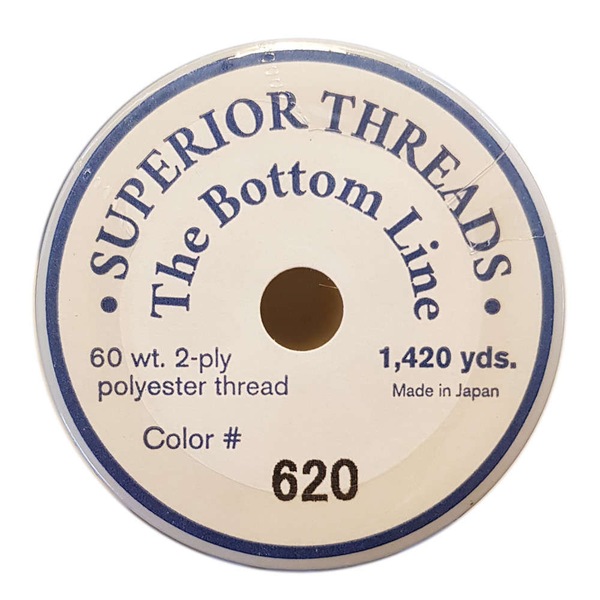 • SUPERIOR THREADS •
The Bottom Line
60 wt. 2-ply
polyester thread
1,420 yds.
Made in Japan
Color #
620